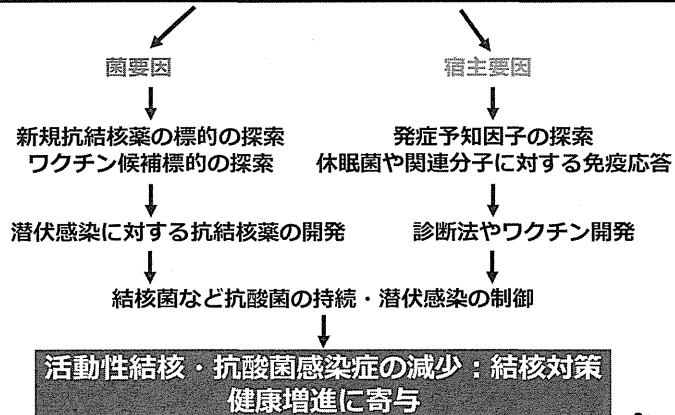 菌要因
宿主要因
新規抗結核薬の標的の探索
ワクチン候補標的の探索
発症予知因子の探索
休眠菌や関連分子に対する免疫応答
潜伏感染に対する抗結核薬の開発
診断法やワクチン開発
結核菌など抗酸菌の持続・潜伏感染の制御
活動性結核・抗酸菌感染症の減少：結核対策
健康増進に寄与